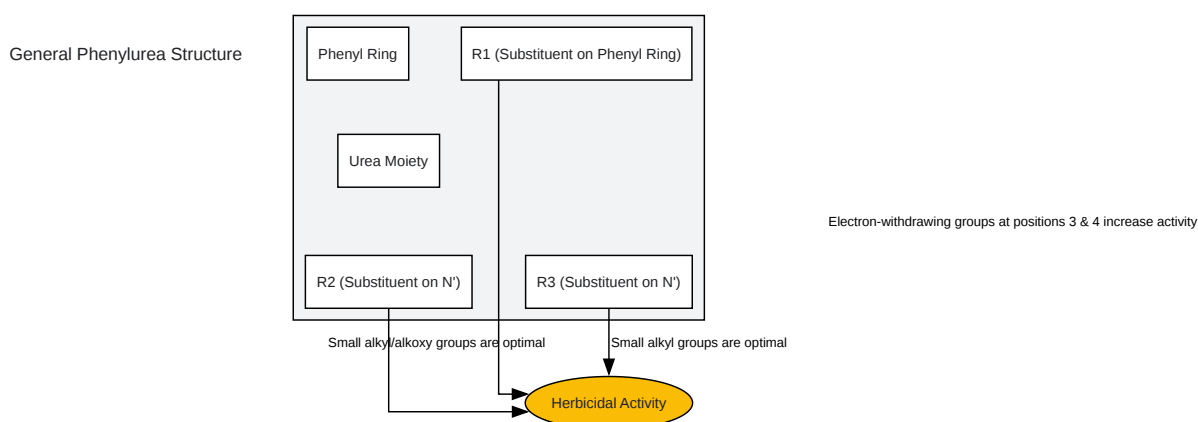 General Phenylurea Structure
Phenyl Ring
R1 (Substituent on Phenyl Ring)
Urea Moiety
Electron-withdrawing groups at positions 3 & 4 increase activity
R2 (Substituent on N')
R3 (Substituent on N')
Small alkyl/alkoxy groups are optimal
Small alkyl groups are optimal
Herbicidal Activity